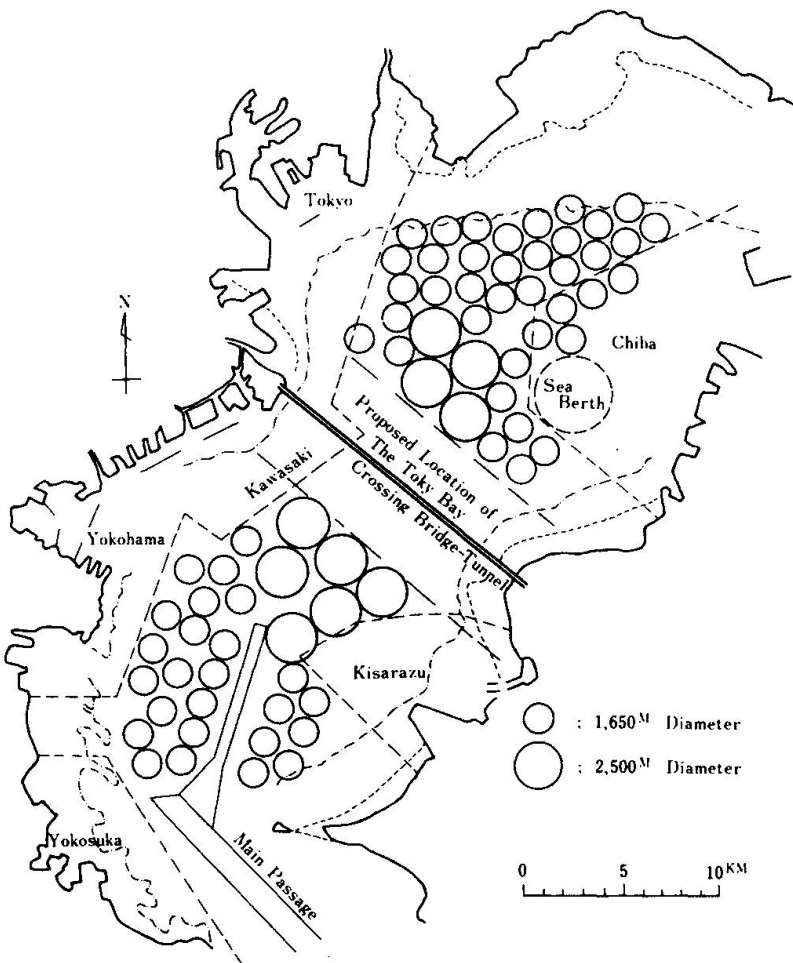 Tokyo
N
Chiba
Sea
Berth
Proposed Location of
The Toky Bay
Crossing Bridge-Tunnel
Kawasaki
Yokohama
Kisarazu
: 1,650M Diameter
: 2,500M Diameter
Yokosuka
Main Passage
0 5 10KM